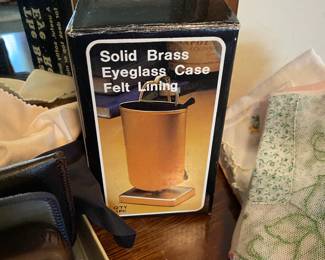 Solid Brass
Eyeglass Case
Felt Lining